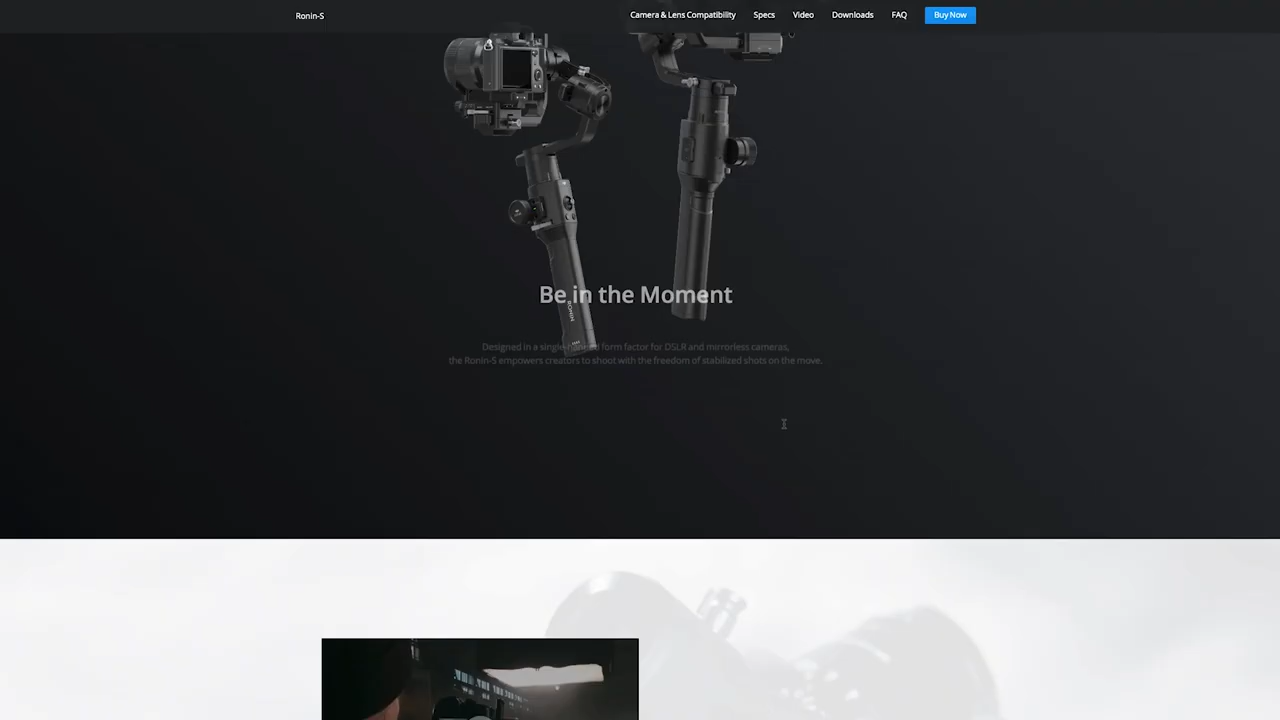 Ronin-S
Camera & Lens Compatibility Specs Video Downloads FAQ Buy Now
RONIN
Be in the Moment
Designed in a single-handed form factor for DSLR and mirrorless cameras,
the Ronin-S empowers creators to shoot with the freedom of stabilized shots on the move.